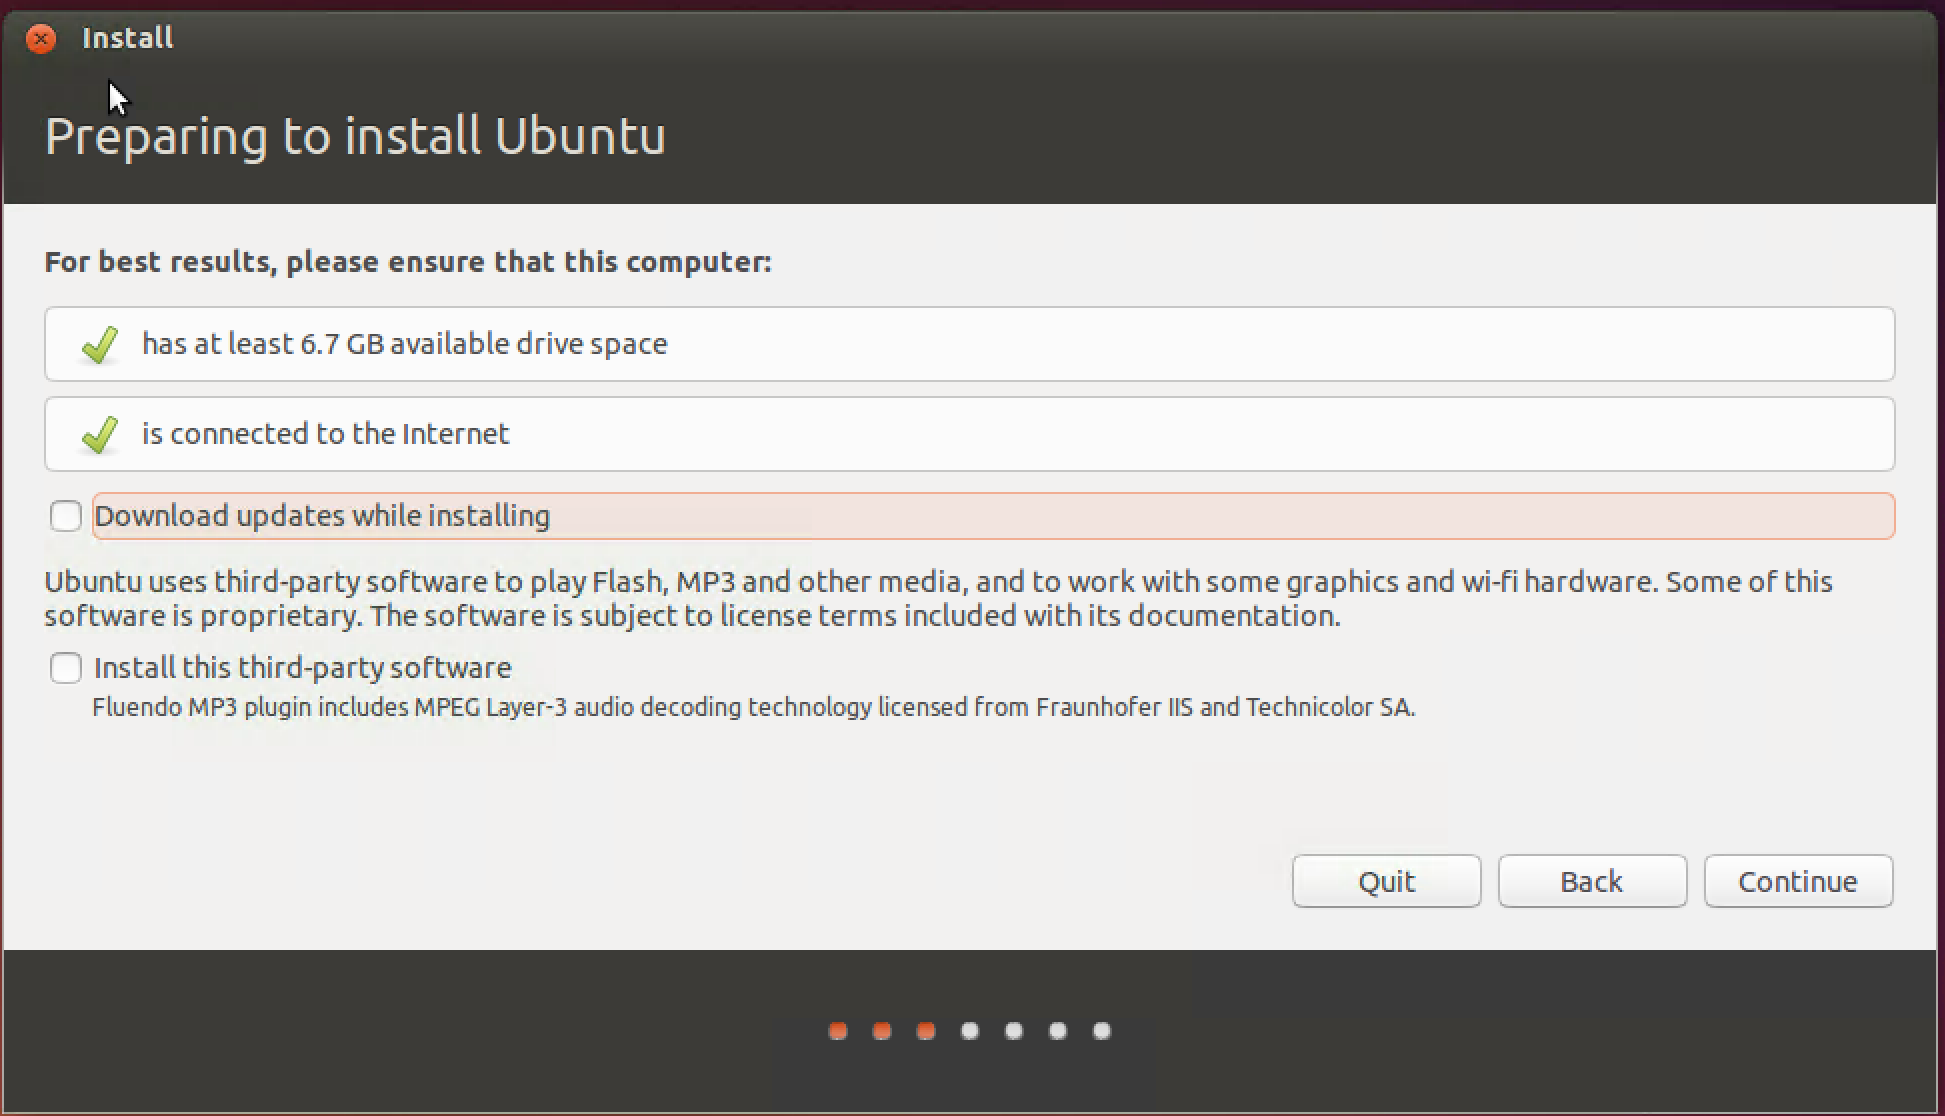 Install
Preparing to install Ubuntu
For best results, please ensure that this computer:
has at least 6.7 GB available drive space
is connected to the Internet
Download updates while installing
Ubuntu uses third-party software to play Flash, MP3 and other media, and to work with some graphics and wi-fi hardware. Some of this
software is proprietary. The software is subject to license terms included with its documentation.
Install this third-party software
Fluendo MP3 plugin includes MPEG Layer-3 audio decoding technology licensed from Fraunhofer IIS and Technicolor SA.
Quit Back Continue